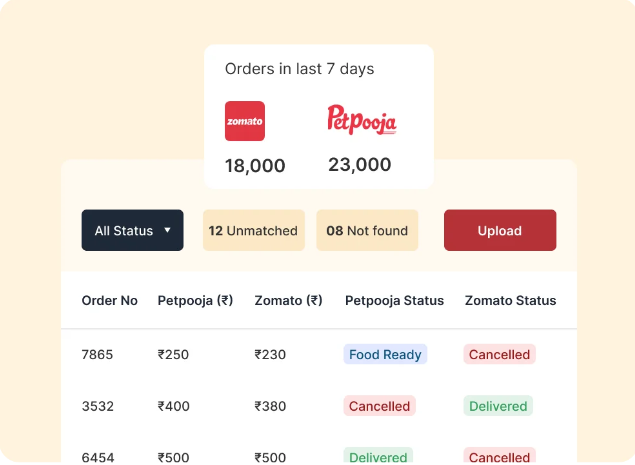 Orders in last 7 days
zomato Petpooja
18,000 23,000
All Status 12 Unmatched 08 Not found Upload
Order No Petpooja (₹) Zomato (₹) Petpooja Status Zomato Status
7865 ₹250 ₹230 Food Ready Cancelled
3532 ₹400 ₹380 Cancelled Delivered
6454 ₹500 ₹500 Delivered Cancelled